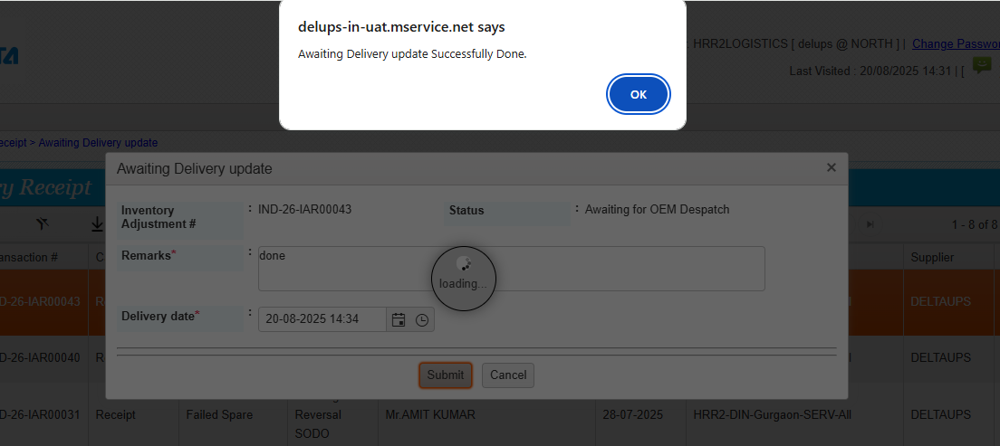 delups-in-uat.mservice.net says
Awaiting Delivery update Successfully Done.
OK
TA
: HRR2LOGISTICS [ delups @ NORTH ] | Change Passwor
Last Visited : 20/08/2025 14:31 | [
eceipt > Awaiting Delivery update
ry Receipt
Awaiting Delivery update ×
Inventory Adjustment # : IND-26-IAR00043 Status : Awaiting for OEM Despatch
1 - 8 of 8
Remarks* : done
loading...
ansaction # C Supplier
D-26-IAR00043 R DELTAUPS
Delivery date* : 20-08-2025 14:34
D-26-IAR00040 R DELTAUPS
Submit Cancel
D-26-IAR00031 Receipt Failed Spare Reversal SODO Mr.AMIT KUMAR 28-07-2025 HRR2-DIN-Gurgaon-SERV-All DELTAUPS